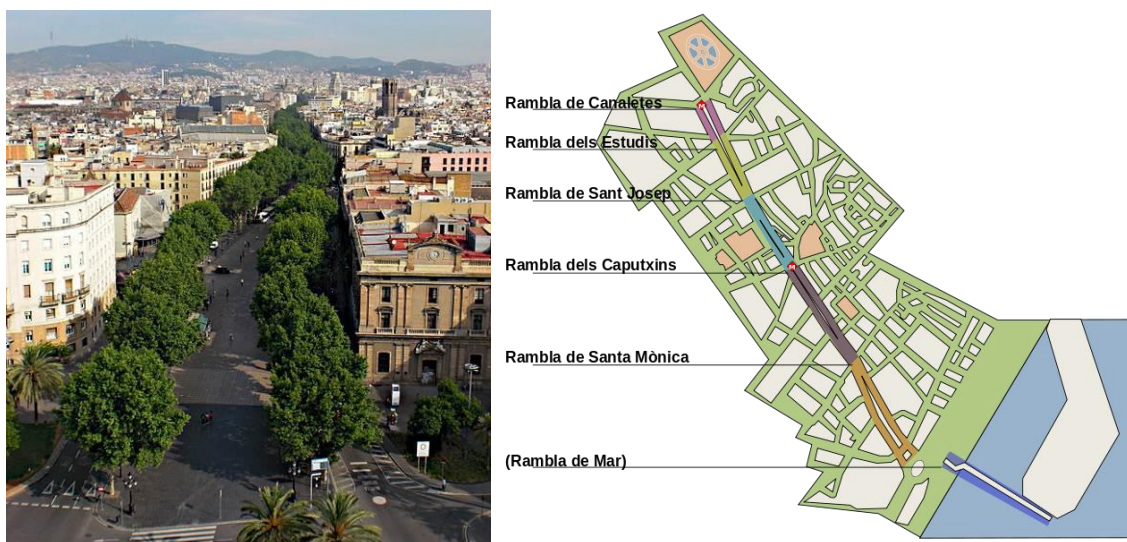 Rambla de Canaletes
Rambla dels Estudis
Rambla de Sant Josep
Rambla dels Caputxins
Rambla de Santa Mònica
(Rambla de Mar)
M
M